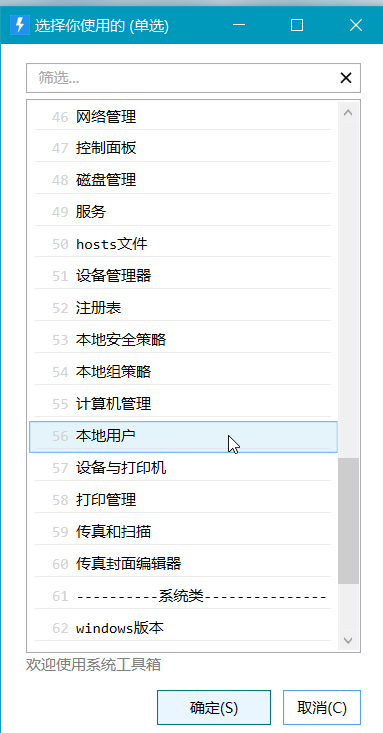 选择你使用的 (单选)
筛选...
46 网络管理
47 控制面板
48 磁盘管理
49 服务
50 hosts文件
51 设备管理器
52 注册表
53 本地安全策略
54 本地组策略
55 计算机管理
56 本地用户
57 设备与打印机
58 打印管理
59 传真和扫描
60 传真封面编辑器
61 ----------系统类---------------
62 windows版本
欢迎使用系统工具箱
确定(S) 取消(C)